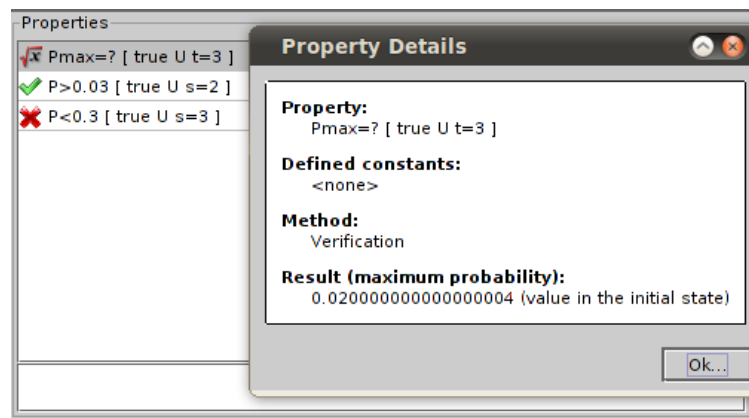 Properties
√x Pmax=? [ true U t=3 ]
P>0.03 [ true U s=2 ]
P<0.3 [ true U s=3 ]
Property Details
Property:
Pmax=? [ true U t=3 ]
Defined constants:
<none>
Method:
Verification
Result (maximum probability):
0.020000000000000004 (value in the initial state)
Ok...